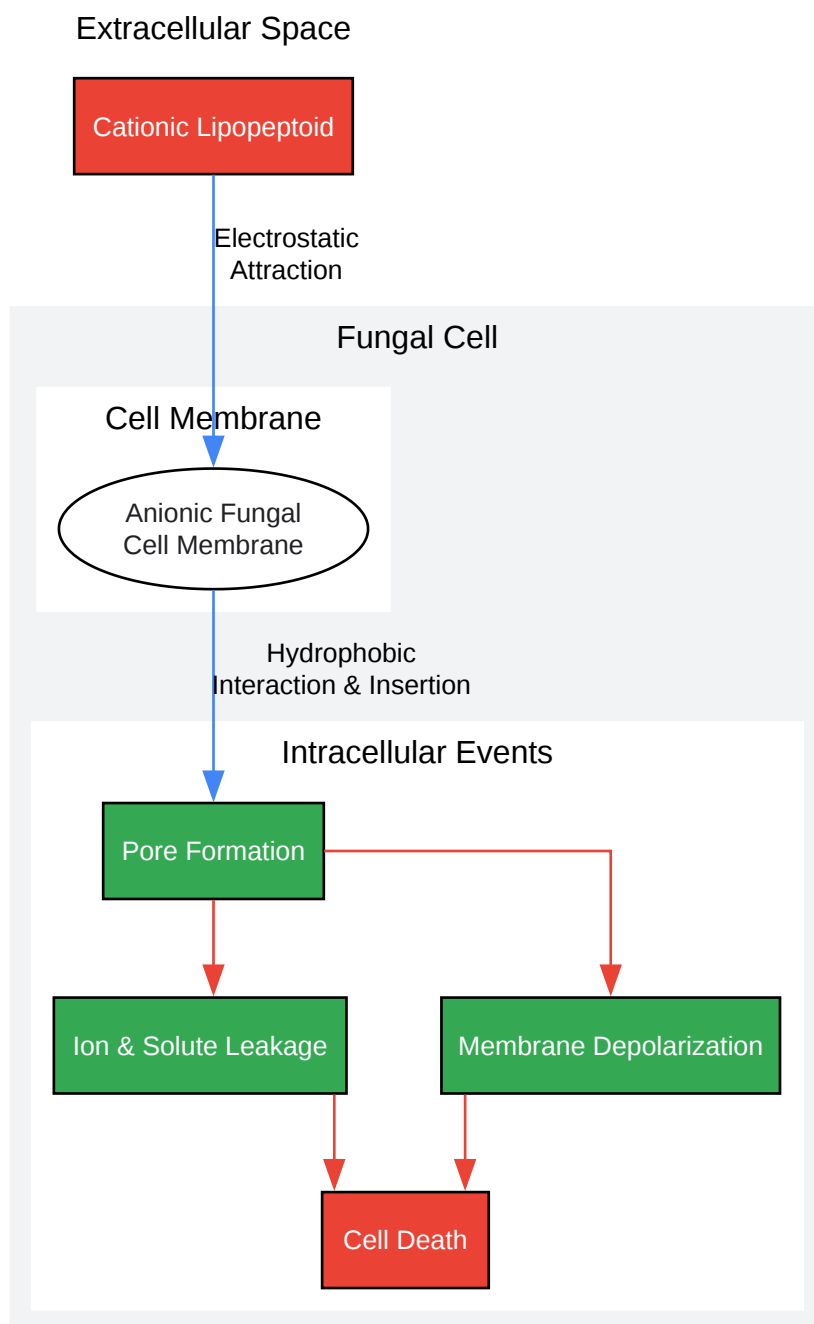 Extracellular Space
Cationic Lipopeptoid
Electrostatic
Attraction
Fungal Cell
Cell Membrane
Anionic Fungal
Cell Membrane
Hydrophobic
Interaction & Insertion
Intracellular Events
Pore Formation
Ion & Solute Leakage
Membrane Depolarization
Cell Death